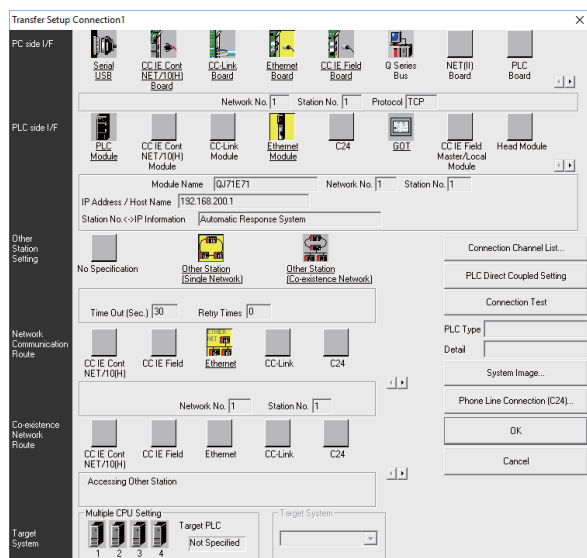 Transfer Setup Connection1
PC side I/F
Serial USB
CC IE Cont NET/10(H) Board
CC-Link Board
Ethernet Board
CC IE Field Board
Q Series Bus
NET(II) Board
PLC Board
Network No. 1 Station No. 1 Protocol TCP
PLC side I/F
PLC Module
CC IE Cont NET/10(H) Module
CC-Link Module
Ethernet Module
C24
GOT
CC IE Field Master/Local Module
Head Module
Module Name QJ71E71 Network No. 1 Station No. 1
IP Address / Host Name 192.168.200.1
Station No.<->IP Information Automatic Response System
Other Station Setting
No Specification
Other Station (Single Network)
Other Station (Co-existence Network)
Time Out (Sec.) 30 Retry Times 0
Connection Channel List...
PLC Direct Coupled Setting
Connection Test
PLC Type
Detail
System Image...
Phone Line Connection (C24)...
OK
Cancel
Network Communication Route
CC IE Cont NET/10(H)
CC IE Field
ETHER NET
Ethernet
CC-Link
C24
Network No. 1 Station No. 1
Co-existence Network Route
CC IE Cont NET/10(H)
CC IE Field
Ethernet
CC-Link
C24
Accessing Other Station
Target System
Multiple CPU Setting
1 2 3 4
Target PLC
Not Specified
Target System